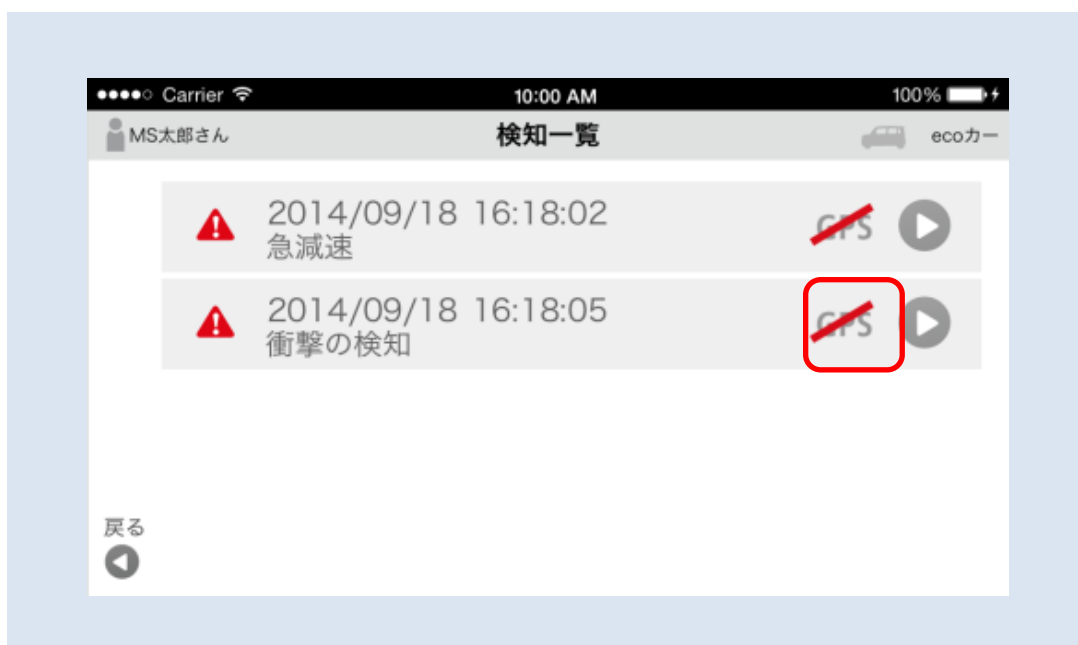 Carrier 10:00 AM 100%
MS太郎さん 検知一覧 ecoカー
2014/09/18 16:18:02 GPS
急減速
2014/09/18 16:18:05 GPS
衝撃の検知
戻る